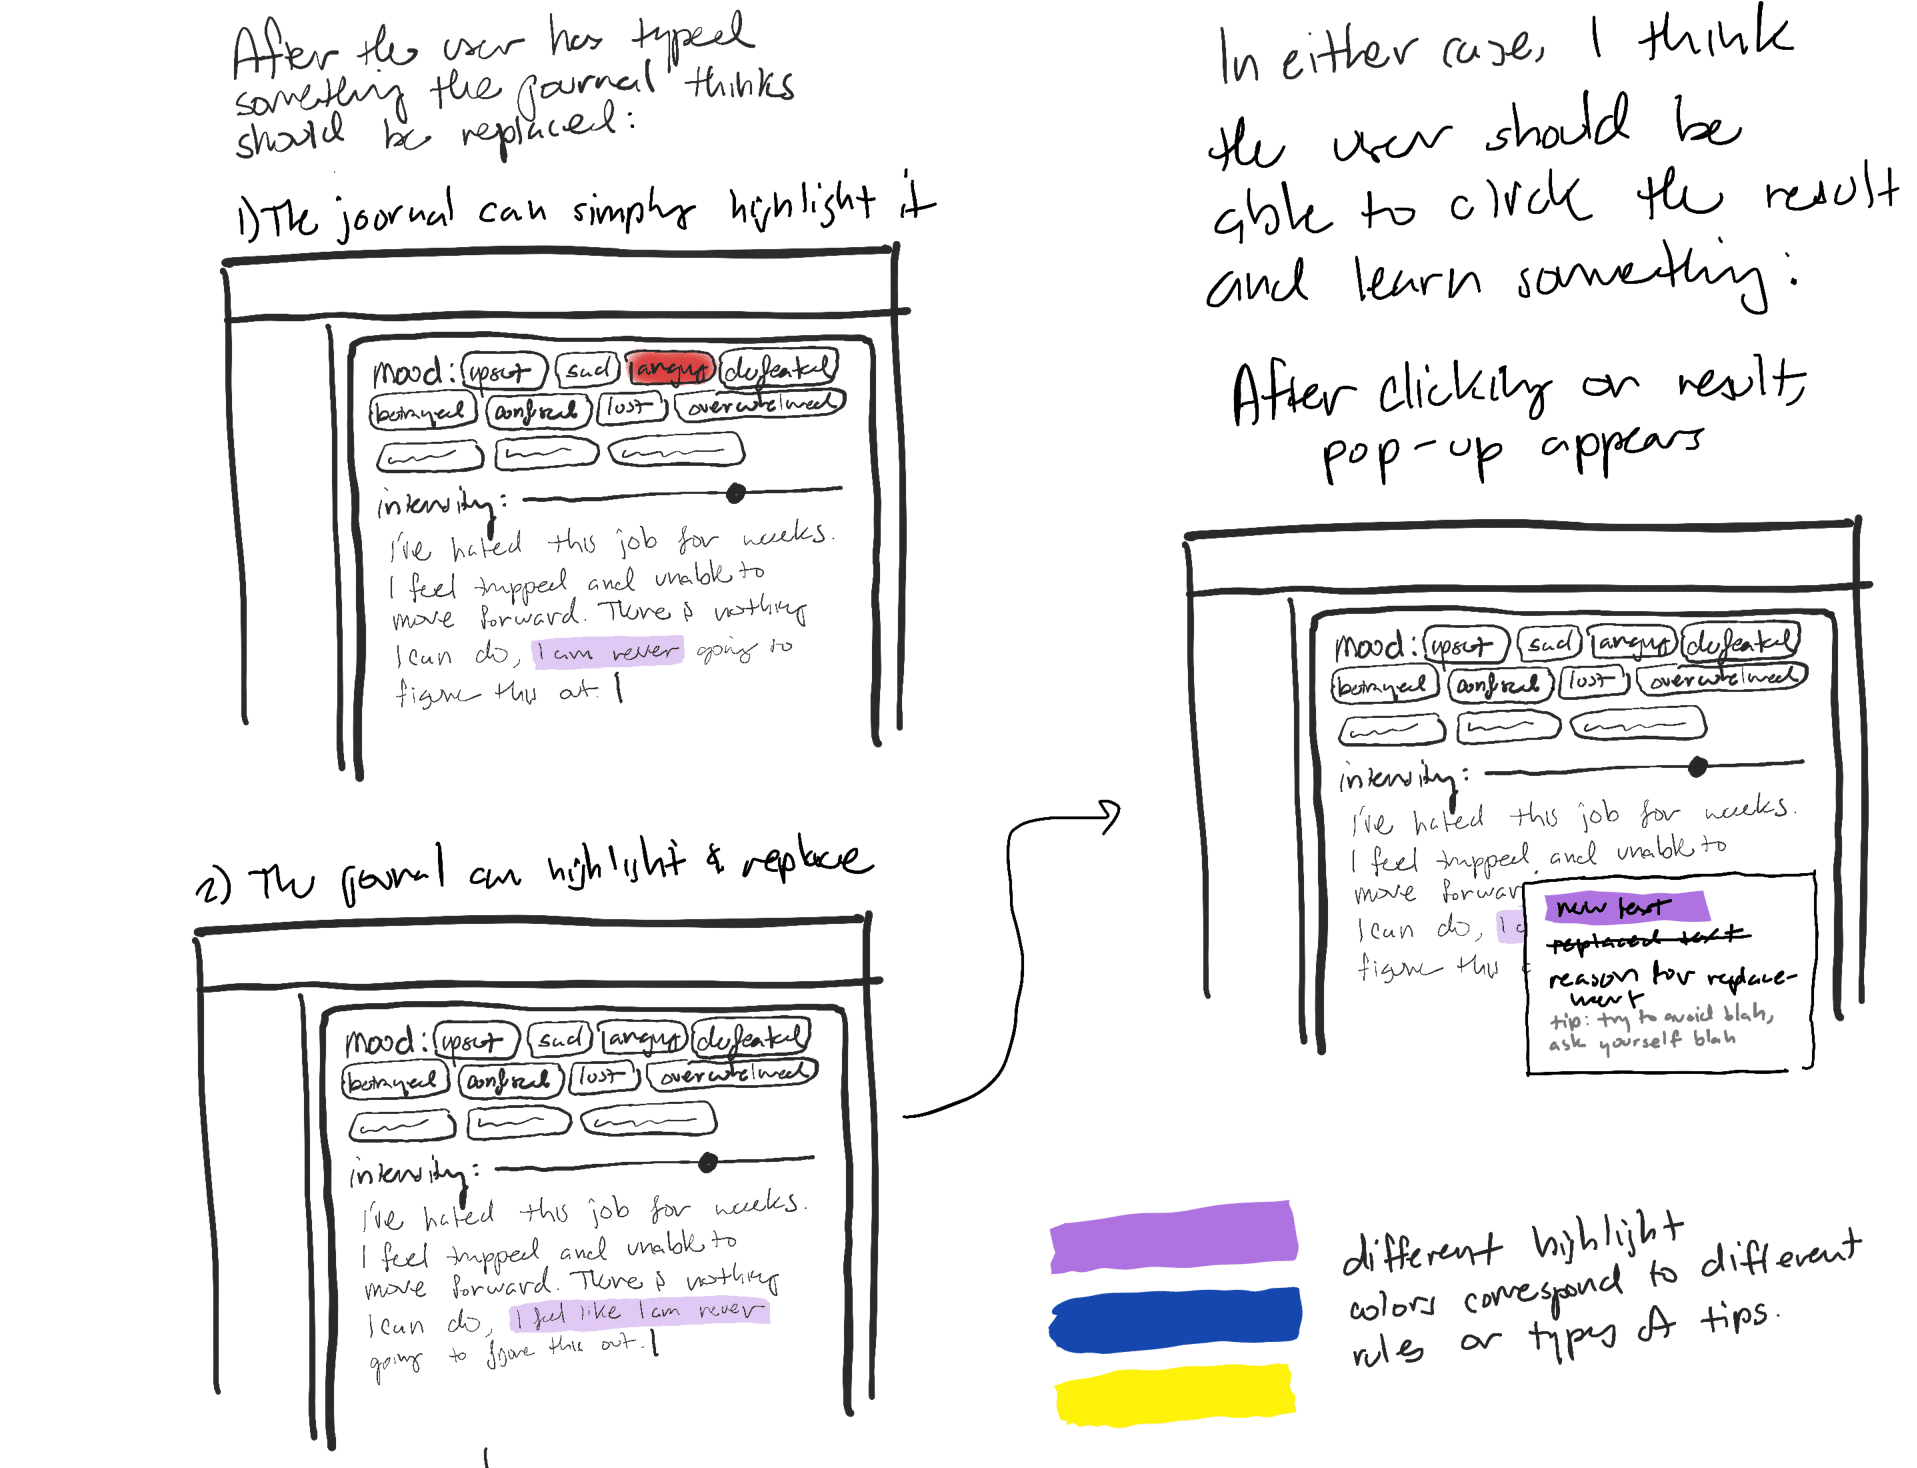 After the user has typed
something the journal thinks
should be replaced:
1) The journal can simply highlight it
mood: upset sad angry defeated
betrayed confused lost overwhelmed
intensity:
I've hated this job for weeks.
I feel trapped and unable to
move forward. There is nothing
I can do, I am never going to
figure this out.
2) The journal can highlight & replace
mood: upset sad angry defeated
betrayed confused lost overwhelmed
intensity:
I've hated this job for weeks.
I feel trapped and unable to
move forward. There is nothing
I can do, I feel like I am never
going to figure this out.
In either case, I think
the user should be
able to click the result
and learn something:
After clicking on result,
pop-up appears
mood: upset sad angry defeated
betrayed confused lost overwhelmed
intensity:
I've hated this job for weeks.
I feel trapped and unable to
move forwar
I can do, I a
figure this
new text
replaced text
reason for replace-
ment
tip: try to avoid blah,
ask yourself blah
different highlight
colors correspond to different
rules or types of tips.